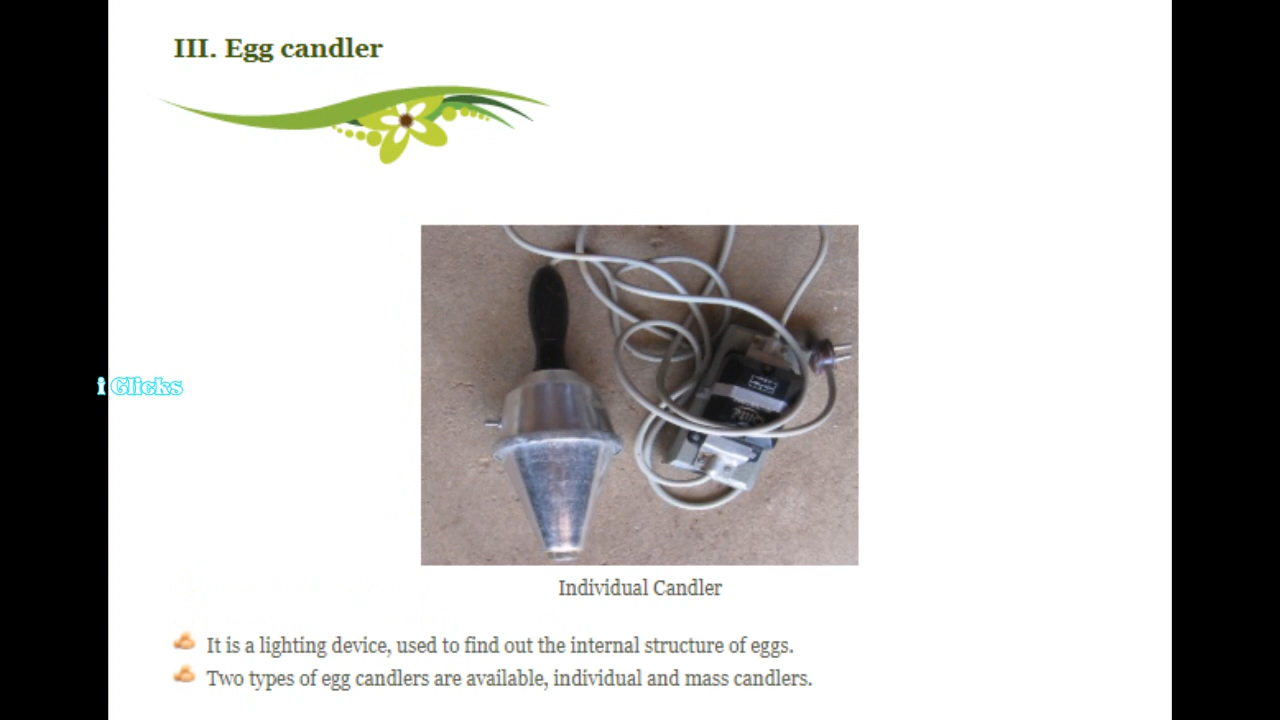 III. Egg candler
i Glicks
Individual Candler
It is a lighting device, used to find out the internal structure of eggs.
Two types of egg candlers are available, individual and mass candlers.